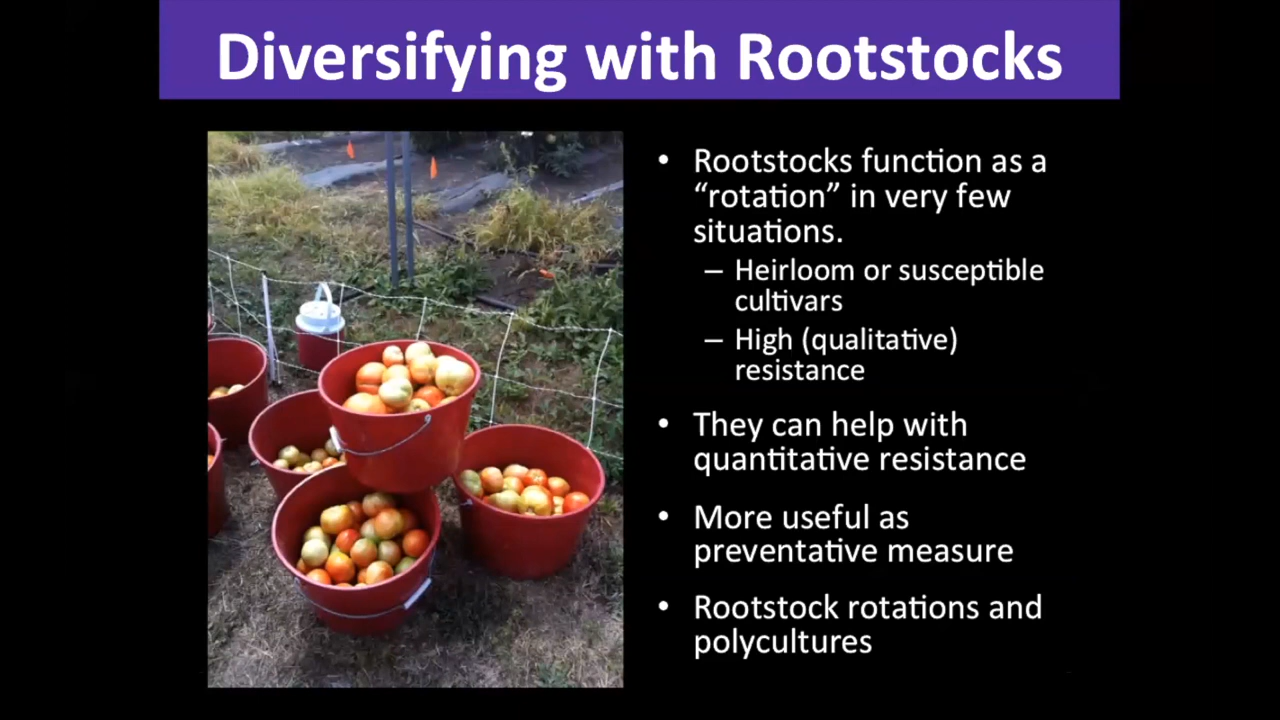 Diversifying with Rootstocks
• Rootstocks function as a
“rotation” in very few
situations.
– Heirloom or susceptible
cultivars
– High (qualitative)
resistance
• They can help with
quantitative resistance
• More useful as
preventative measure
• Rootstock rotations and
polycultures